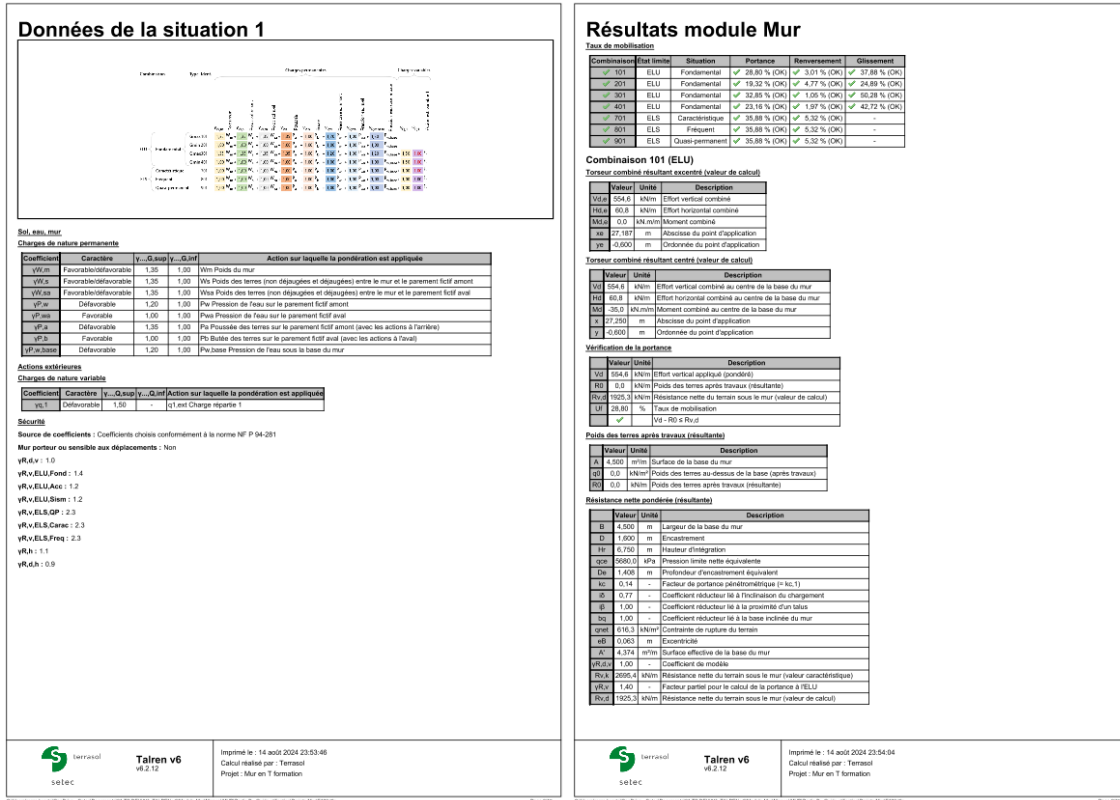 Données de la situation 1
Sol, eau, mur
Charges de nature permanente
Coefficient Caractère γ...,G,sup γ...,G,inf Action sur laquelle la pondération est appliquée
γW,m Favorable/défavorable 1,35 1,00 Wm Poids du mur
γW,s Favorable/défavorable 1,35 1,00 Ws Poids des terres (non déjaugées et déjaugées) entre le mur et le parement fictif amont
γW,sa Favorable/défavorable 1,35 1,00 Wsa Poids des terres (non déjaugées et déjaugées) entre le mur et le parement fictif aval
γP,w Défavorable 1,20 1,00 Pw Pression de l'eau sur le parement fictif amont
γP,wa Favorable 1,00 1,00 Pwa Pression de l'eau sur le parement fictif aval
γP,a Défavorable 1,35 1,00 Pa Poussée des terres sur le parement fictif amont (avec les actions à l'arrière)
γP,b Favorable 1,00 1,00 Pb Butée des terres sur le parement fictif aval (avec les actions à l'aval)
γP,w,base Défavorable 1,20 1,00 Pw,base Pression de l'eau sous la base du mur
Actions extérieures
Charges de nature variable
Coefficient Caractère γ...,Q,sup γ...,Q,inf Action sur laquelle la pondération est appliquée
γq,1 Défavorable 1,50 - q1,ext Charge répartie 1
Sécurité
Source de coefficients : Coefficients choisis conformément à la norme NF P 94-281
Mur porteur ou sensible aux déplacements : Non
γR,d,v : 1.0
γR,v,ELU,Fond : 1.4
γR,v,ELU,Acc : 1.2
γR,v,ELU,Sism : 1.2
γR,v,ELS,QP : 2.3
γR,v,ELS,Carac : 2.3
γR,v,ELS,Freq : 2.3
γR,h : 1.1
γR,d,h : 0.9
terrasol
setec
Talren v6
v6.2.12
Imprimé le : 14 août 2024 23:53:46
Calcul réalisé par : Terrasol
Projet : Mur en T formation
Résultats module Mur
Taux de mobilisation
Combinaison État limite Situation Portance Renversement Glissement
✓ 101 ELU Fondamental ✓ 28,80 % (OK) ✓ 3,01 % (OK) ✓ 37,88 % (OK)
✓ 201 ELU Fondamental ✓ 19,32 % (OK) ✓ 4,77 % (OK) ✓ 24,89 % (OK)
✓ 301 ELU Fondamental ✓ 32,85 % (OK) ✓ 1,05 % (OK) ✓ 50,28 % (OK)
✓ 401 ELU Fondamental ✓ 23,16 % (OK) ✓ 1,97 % (OK) ✓ 42,72 % (OK)
✓ 701 ELS Caractéristique ✓ 35,88 % (OK) ✓ 5,32 % (OK) -
✓ 801 ELS Fréquent ✓ 35,88 % (OK) ✓ 5,32 % (OK) -
✓ 901 ELS Quasi-permanent ✓ 35,88 % (OK) ✓ 5,32 % (OK) -
Combinaison 101 (ELU)
Torseur combiné résultant excentré (valeur de calcul)
Valeur Unité Description
Vd,e 554,6 kN/m Effort vertical combiné
Hd,e 60,8 kN/m Effort horizontal combiné
Md,e 0,0 kN.m/m Moment combiné
xe 27,187 m Abscisse du point d'application
ye -0,600 m Ordonnée du point d'application
Torseur combiné résultant centré (valeur de calcul)
Valeur Unité Description
Vd 554,6 kN/m Effort vertical combiné au centre de la base du mur
Hd 60,8 kN/m Effort horizontal combiné au centre de la base du mur
Md -35,0 kN.m/m Moment combiné au centre de la base du mur
x 27,250 m Abscisse du point d'application
y -0,600 m Ordonnée du point d'application
Vérification de la portance
Valeur Unité Description
Vd 554,6 kN/m Effort vertical appliqué (pondéré)
R0 0,0 kN/m Poids des terres après travaux (résultante)
Rv,d 1925,3 kN/m Résistance nette du terrain sous le mur (valeur de calcul)
Uf 28,80 % Taux de mobilisation
✓ Vd - R0 ≤ Rv,d
Poids des terres après travaux (résultante)
Valeur Unité Description
A 4,500 m²/m Surface de la base du mur
q0 0,0 kN/m² Poids des terres au-dessus de la base (après travaux)
R0 0,0 kN/m Poids des terres après travaux (résultante)
Résistance nette pondérée (résultante)
Valeur Unité Description
B 4,500 m Largeur de la base du mur
D 1,600 m Encastrement
Hr 6,750 m Hauteur d'intégration
qce 5680,0 kPa Pression limite nette équivalente
De 1,408 m Profondeur d'encastrement équivalent
kc 0,14 - Facteur de portance pénétrométrique (= kc,1)
iδ 0,77 - Coefficient réducteur lié à l'inclinaison du chargement
iβ 1,00 - Coefficient réducteur lié à la proximité d'un talus
bq 1,00 - Coefficient réducteur lié à la base inclinée du mur
qnet 616,3 kN/m² Contrainte de rupture du terrain
eB 0,063 m Excentricité
A' 4,374 m²/m Surface effective de la base du mur
γR,d,v 1,00 - Coefficient de modèle
Rv,k 2695,4 kN/m Résistance nette du terrain sous le mur (valeur caractéristique)
γR,v 1,40 - Facteur partiel pour le calcul de la portance à l'ELU
Rv,d 1925,3 kN/m Résistance nette du terrain sous le mur (valeur de calcul)
terrasol
setec
Talren v6
v6.2.12
Imprimé le : 14 août 2024 23:54:04
Calcul réalisé par : Terrasol
Projet : Mur en T formation